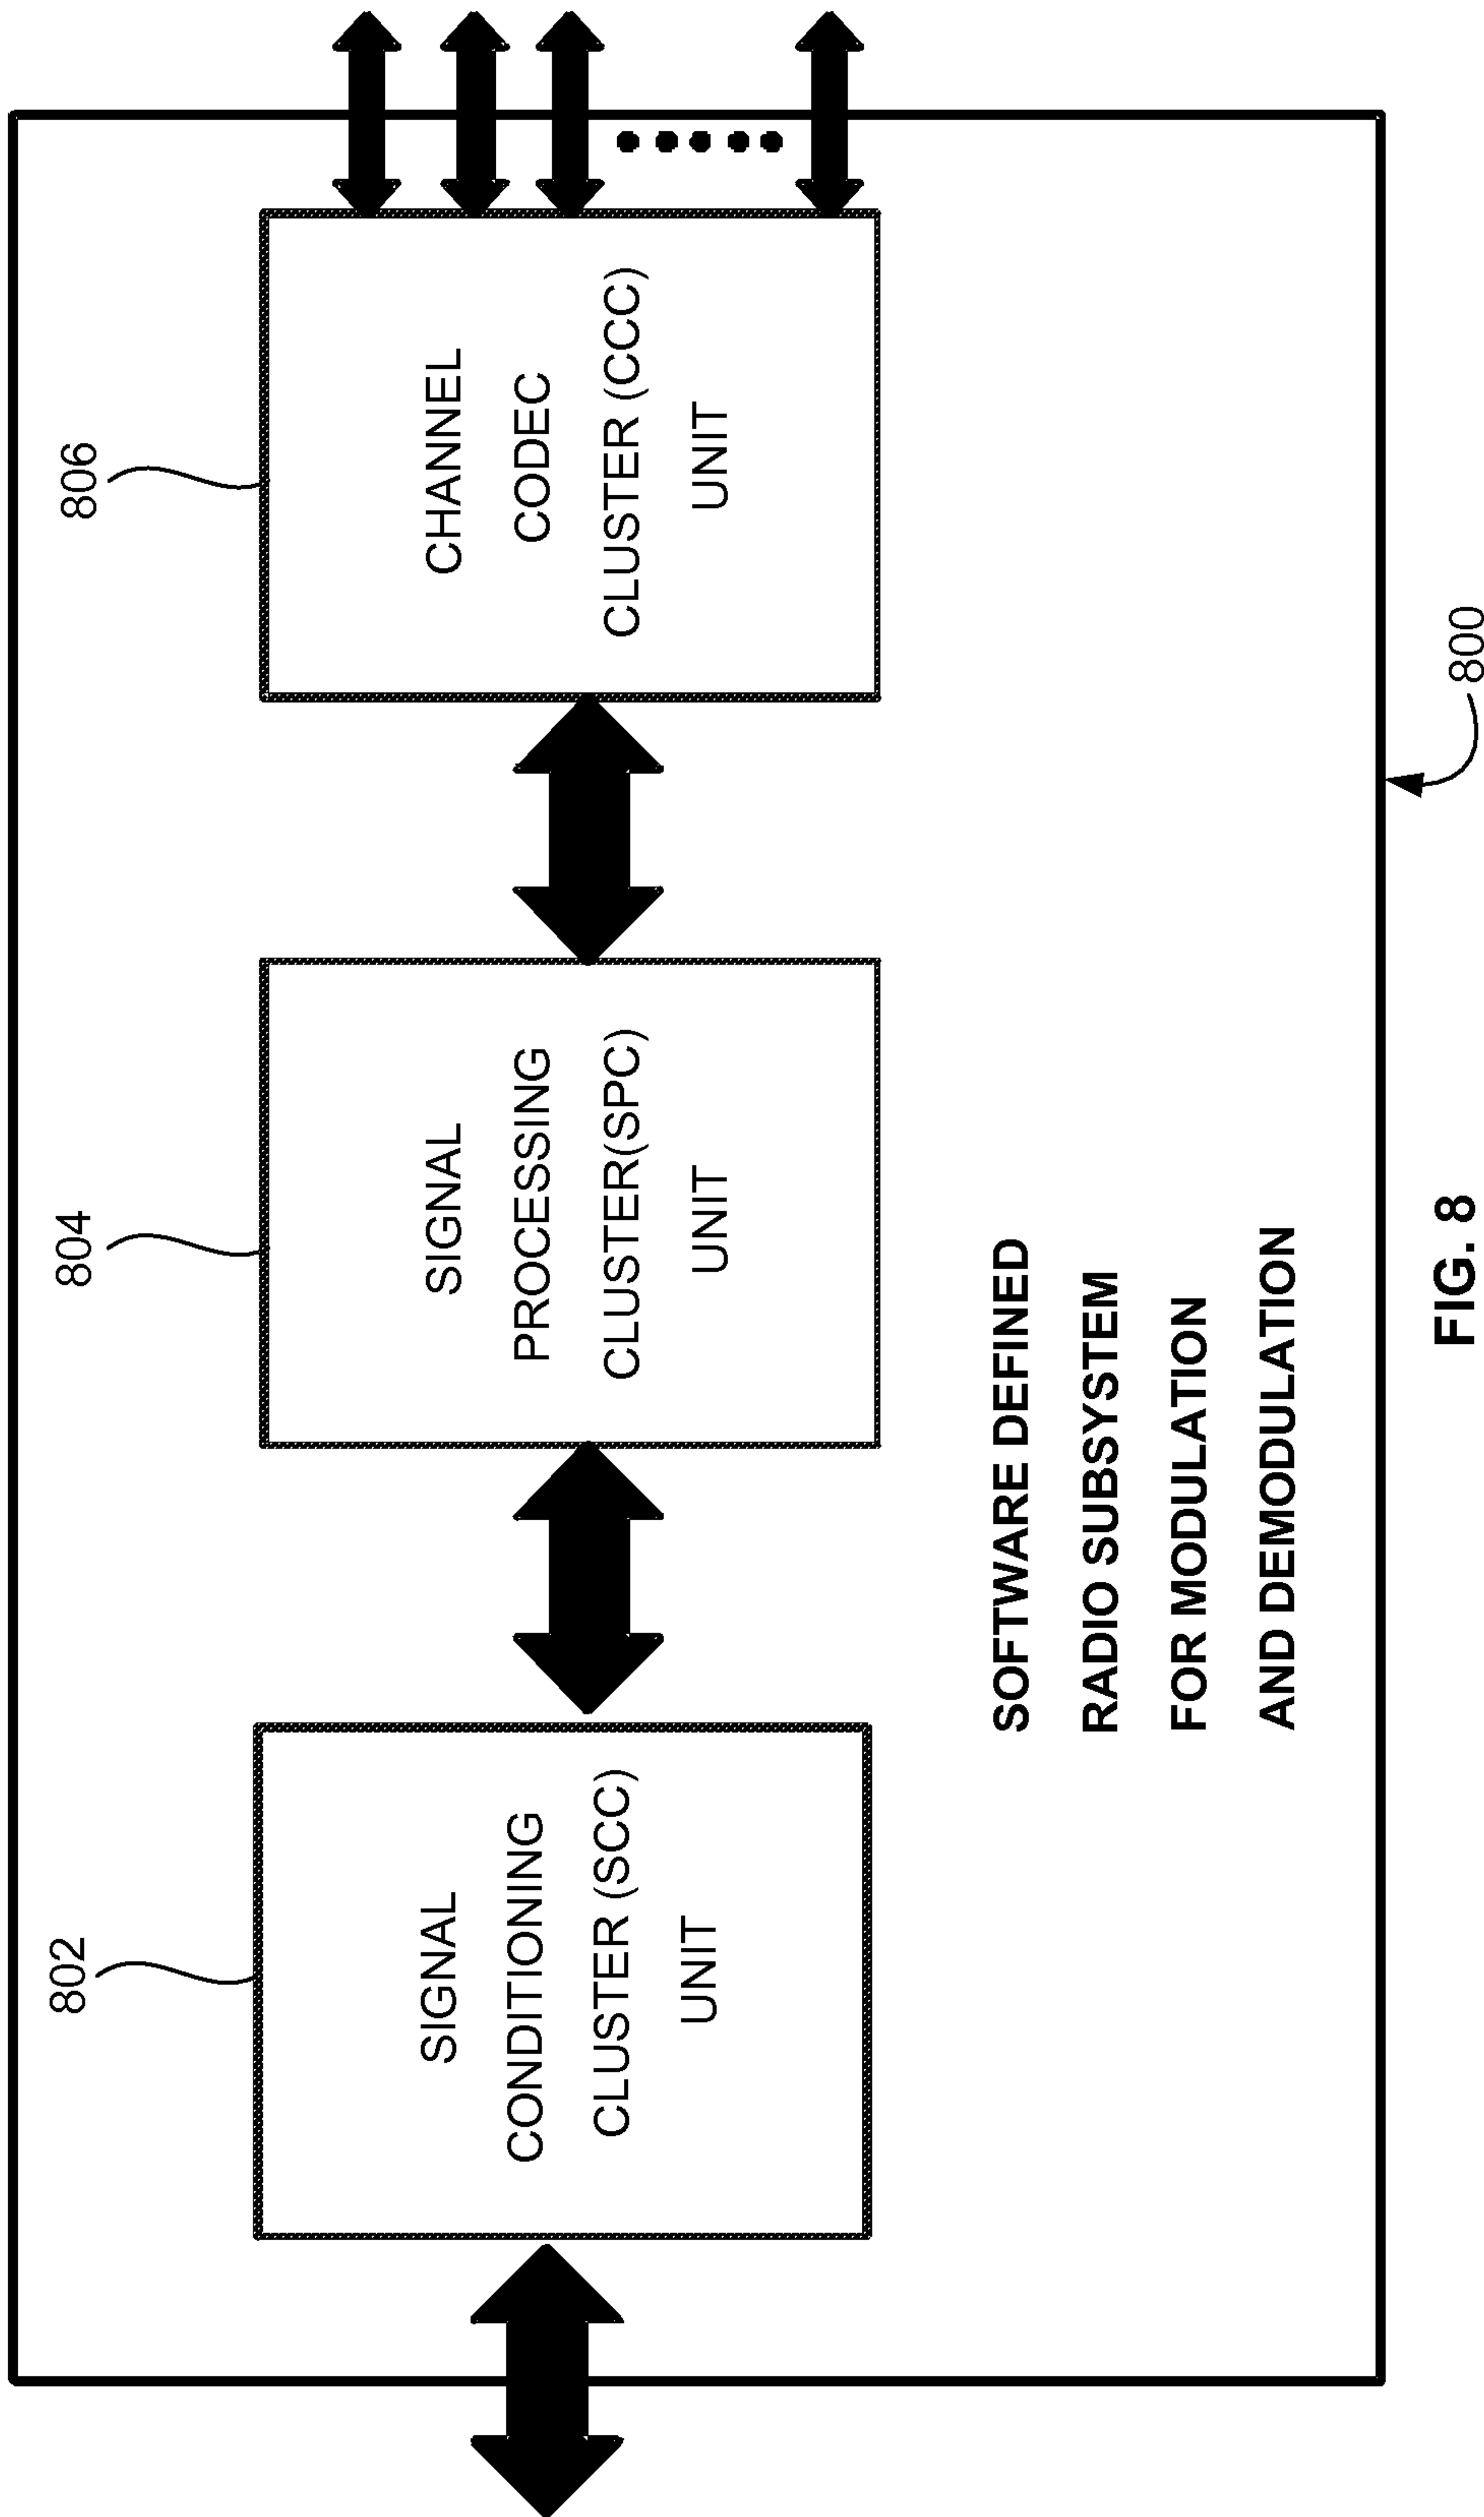 802
804
806
SIGNAL
CONDITIONING
CLUSTER (SCC)
UNIT
SIGNAL
PROCESSING
CLUSTER(SPC)
UNIT
CHANNEL
CODEC
CLUSTER (CCC)
UNIT
SOFTWARE DEFINED
RADIO SUBSYSTEM
FOR MODULATION
AND DEMODULATION
800
FIG. 8